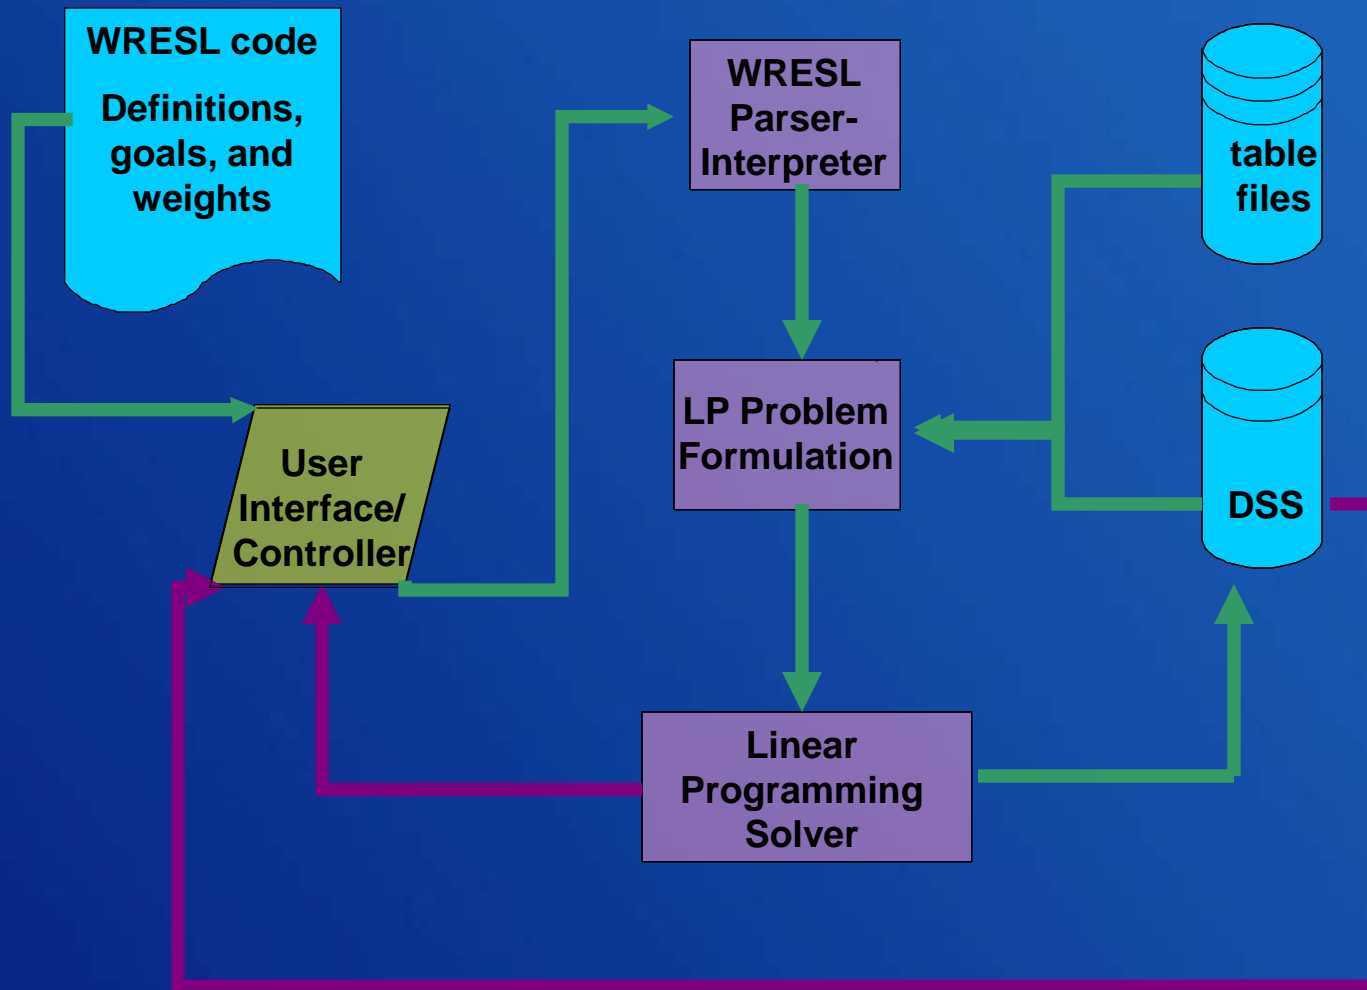 WRESL code
Definitions,
goals, and
weights
WRESL
Parser-
Interpreter
table
files
LP Problem
Formulation
User
Interface/
Controller
DSS
Linear
Programming
Solver